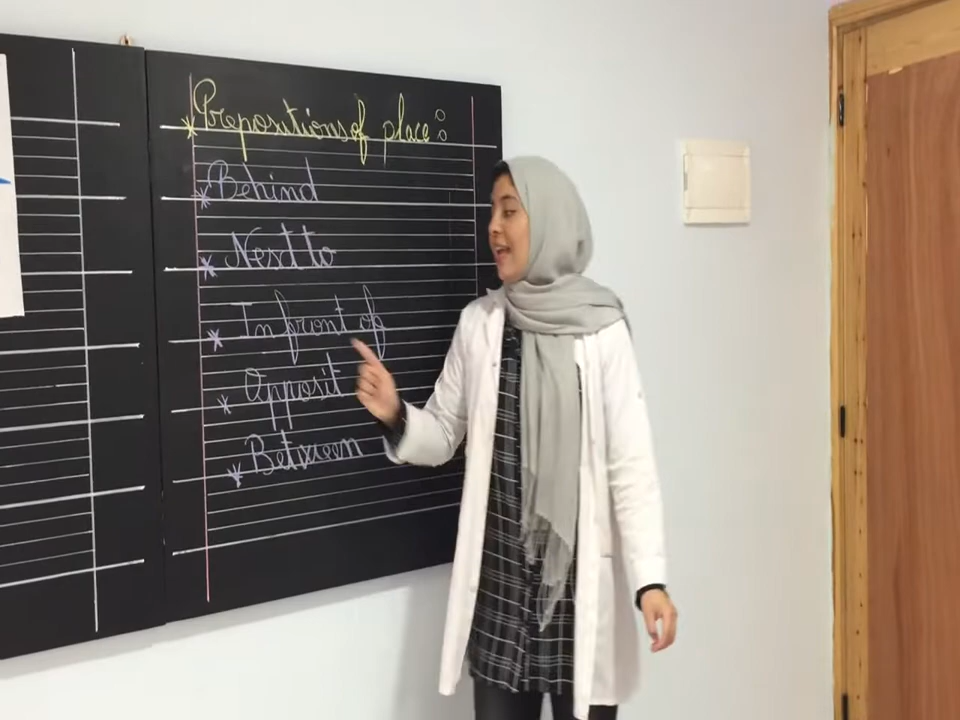 * Prepositions of place :
* Behind
* Next to
* In front of
* Opposit
* Between